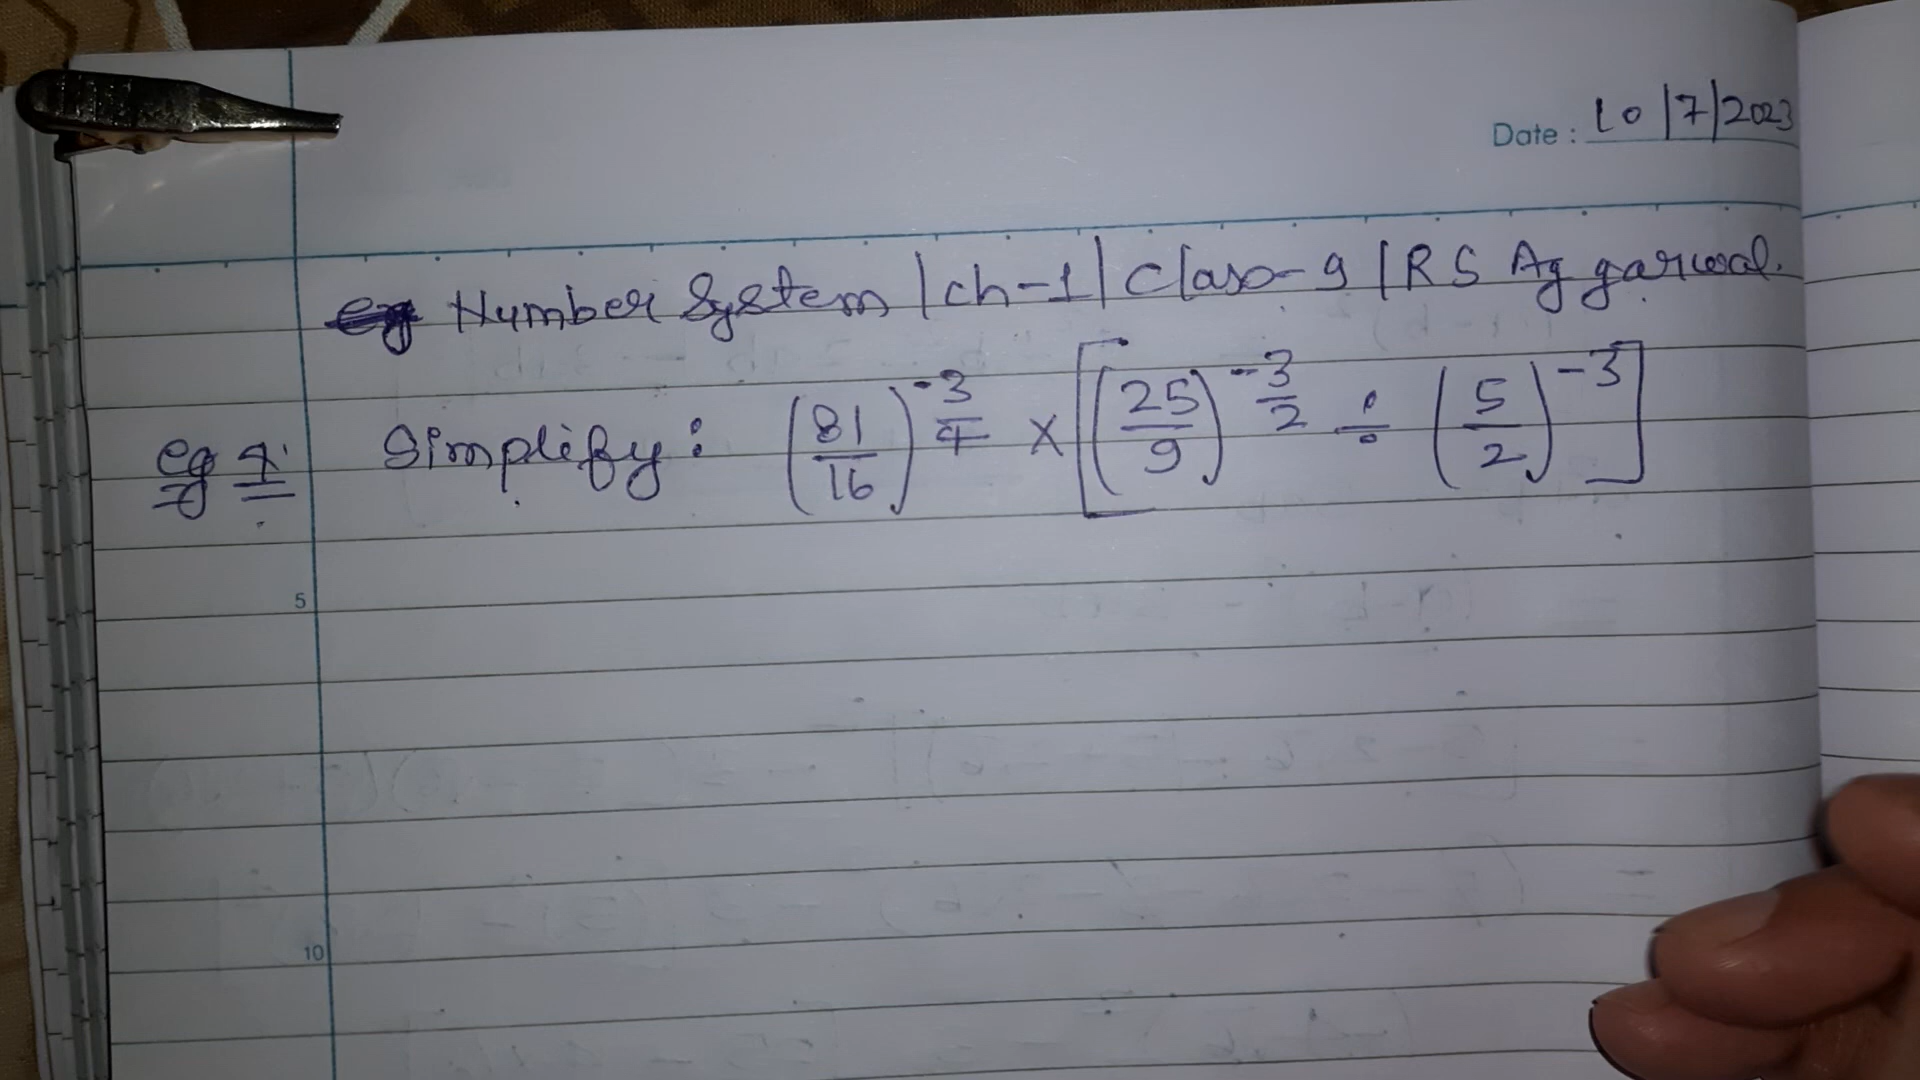 Date : 10/7/2023
Number System | ch-1 | Class-9 | RS Aggarwal.
eg 4. Simplify : (81/16)^-3/4 × [(25/9)^-3/2 ÷ (5/2)^-3]
5
10